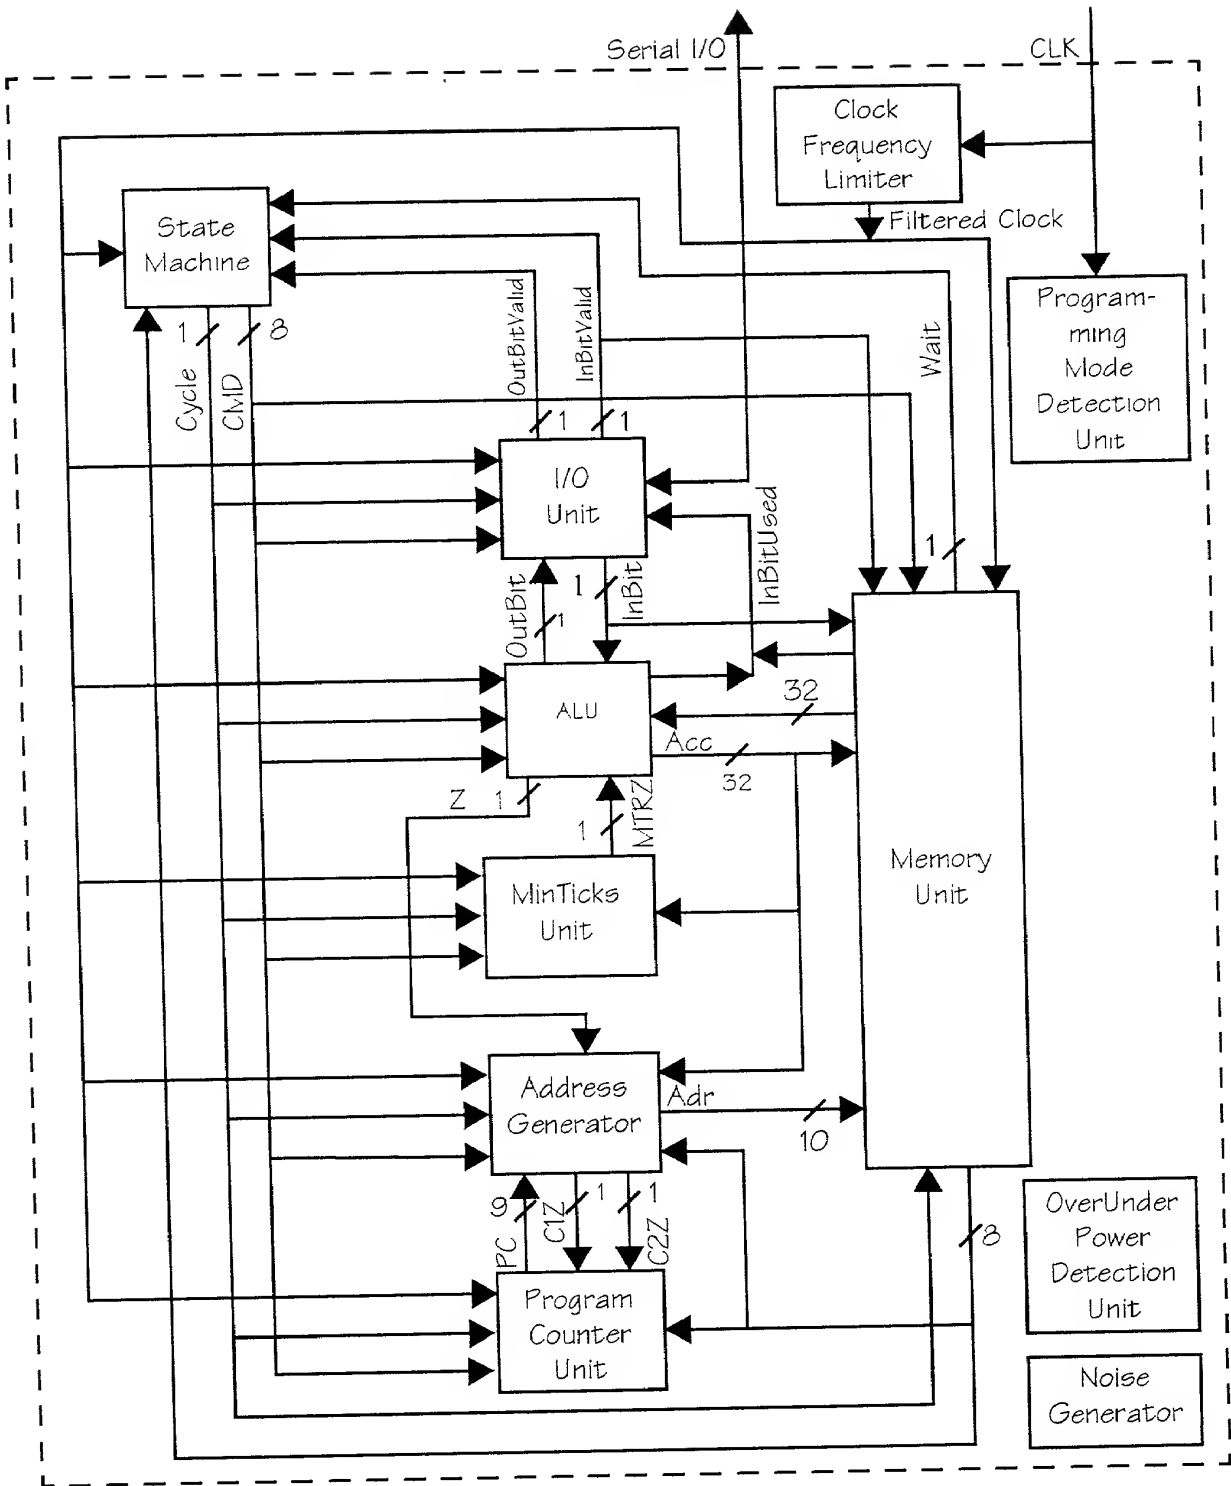 Serial I/O
CLK
Clock
Frequency
Limiter
Filtered Clock
State
Machine
Program-
ming
Mode
Detection
Unit
1
8
Cycle
CMD
OutBitValid
InBitValid
Wait
1
1
1
I/O
Unit
InBitUsed
OutBit
1
1
InBit
ALU
32
Acc
32
Z
1
1
MTRZ
MinTicks
Unit
Memory
Unit
Address
Generator
Adr
10
9
PC
C1Z
1
1
C2Z
8
Program
Counter
Unit
OverUnder
Power
Detection
Unit
Noise
Generator